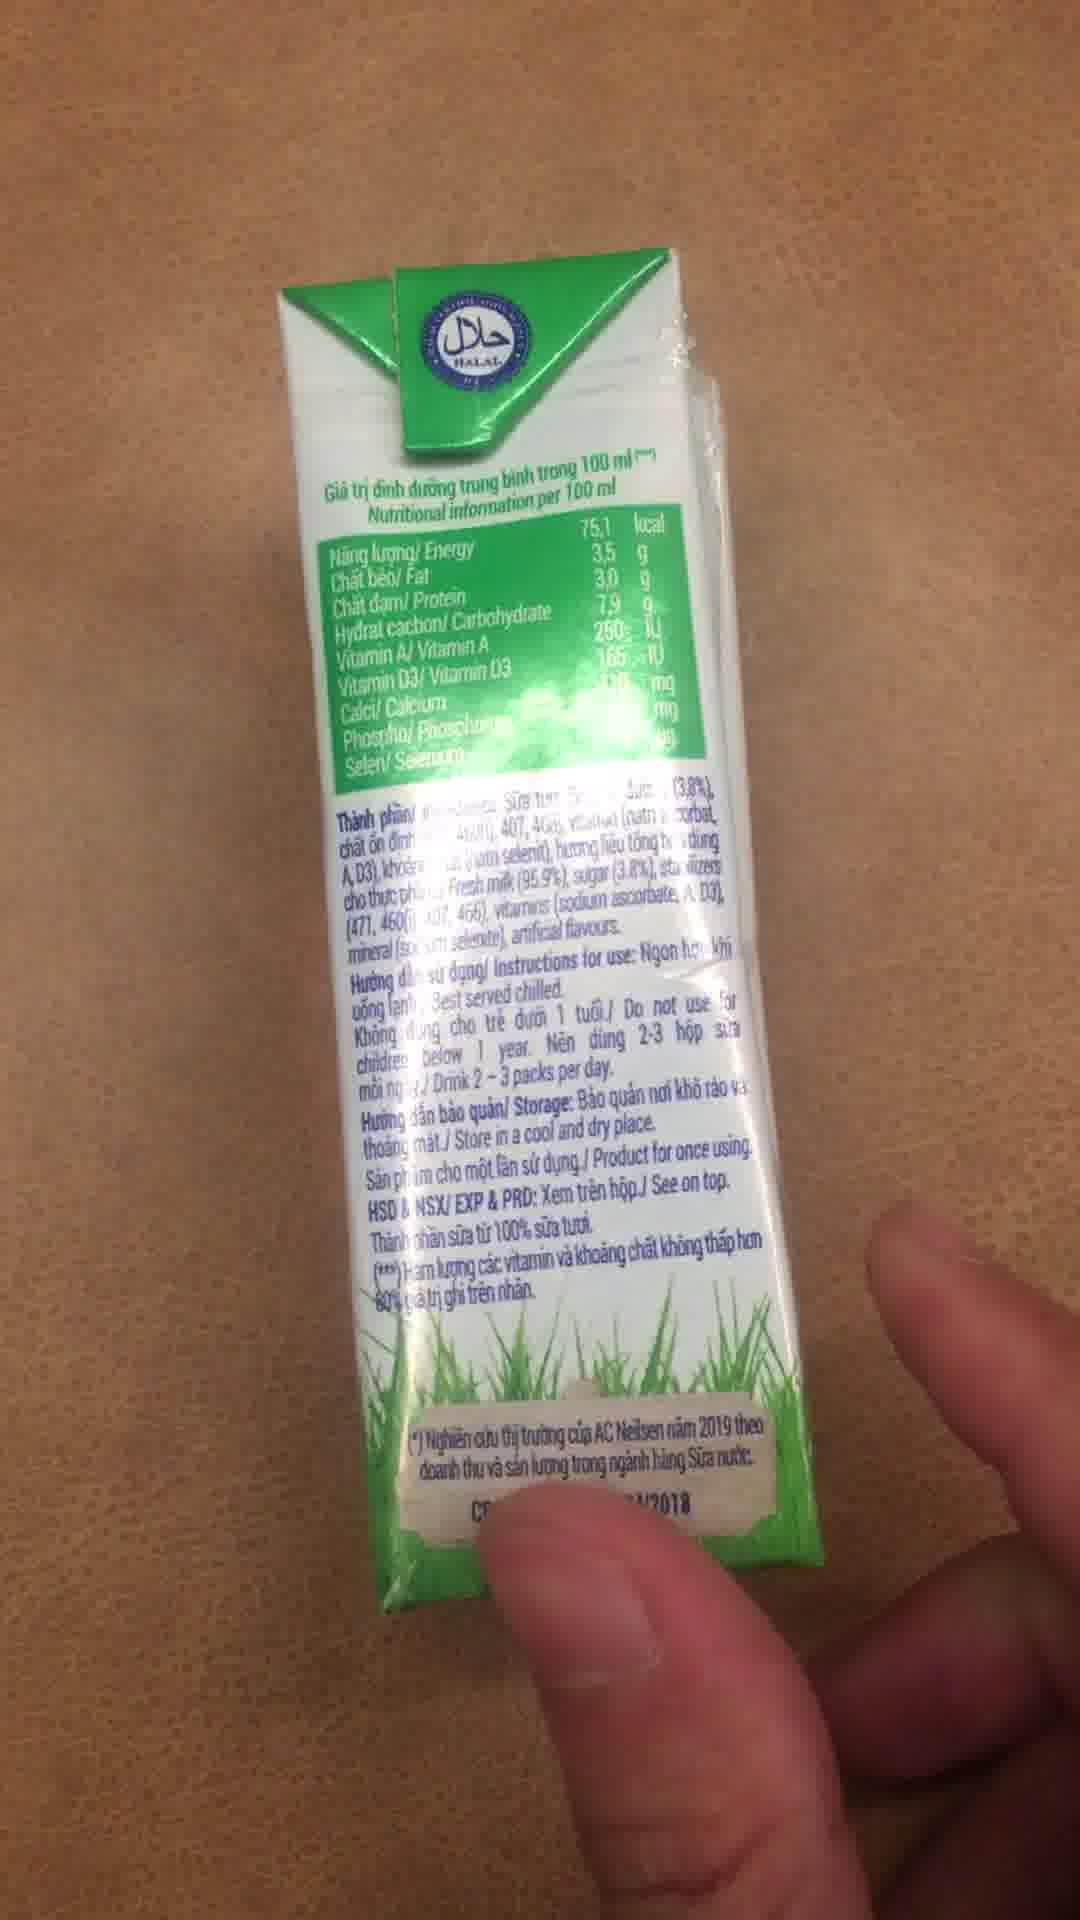 حلال
HALAL
Giá trị dinh dưỡng trung bình trong 100 ml (***)
Nutritional information per 100 ml
Năng lượng/ Energy 75,1 kcal
Chất béo/ Fat 3,5 g
Chất đạm/ Protein 3,0 g
Hydrat cacbon/ Carbohydrate 7,9 g
Vitamin A/ Vitamin A 250 IU
Vitamin D3/ Vitamin D3 165 IU
Calci/ Calcium mg
Phospho/ Phosphorus mg
Selen/ Selenium
Thành phần/ Sữa (3,8%),
chất ổn định 407, 466), vitamin (natri
A, D3), selenit), hương liệu tổng hợp dùng
cho thực phẩm Fresh milk (95.9%), sugar (3.8%), stabilizers
(471, 460(i), 407, 466), vitamins (sodium ascorbate, A, D3),
mineral (sodium selenite), artificial flavours.
Hướng dẫn sử dụng/ Instructions for use: Ngon hơn khi
uống lạnh. Best served chilled.
Không dùng cho trẻ dưới 1 tuổi./ Do not use for
children below 1 year. Nên dùng 2-3 hộp sữa
mỗi ngày./ Drink 2 – 3 packs per day.
Hướng dẫn bảo quản/ Storage: Bảo quản nơi khô ráo và
thoáng mát./ Store in a cool and dry place.
Sản phẩm cho một lần sử dụng./ Product for once using.
HSD & NSX/ EXP & PRD: Xem trên hộp./ See on top.
Thành phần sữa từ 100% sữa tươi.
(***) Hàm lượng các vitamin và khoáng chất không thấp hơn
80% giá trị ghi trên nhãn.
(*) Nghiên cứu thị trường của AC Neilsen năm 2019 theo
doanh thu và sản lượng trong ngành hàng Sữa nước.
/2018